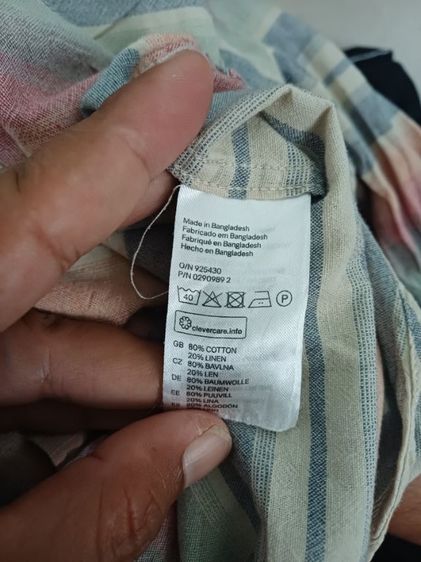 Made in Bangladesh
Fabricado em Bangladesh
Fabriqué en Bangladesh
Hecho en Bangladesh
O/N 925430
P/N 0290989 2
40 P
clevercare.info
GB 80% COTTON
20% LINEN
CZ 80% BAVLNA
20% LEN
DE 80% BAUMWOLLE
20% LEINEN
EE 80% PUUVILL
20% LINA
80% ALGODÓN